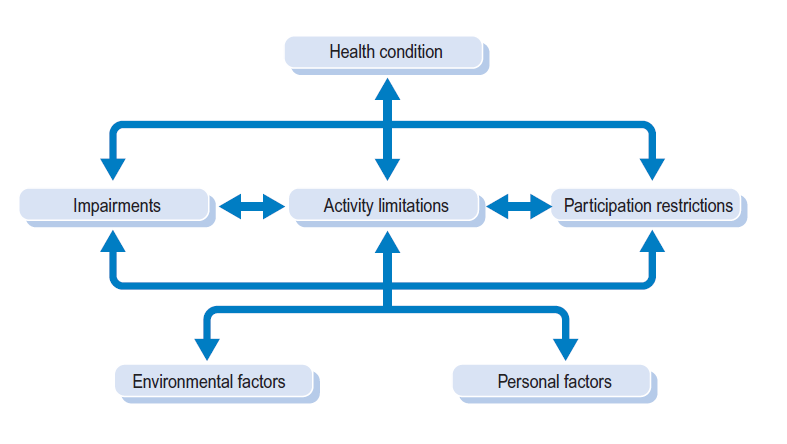 Health condition
Impairments
Activity limitations
Participation restrictions
Environmental factors
Personal factors